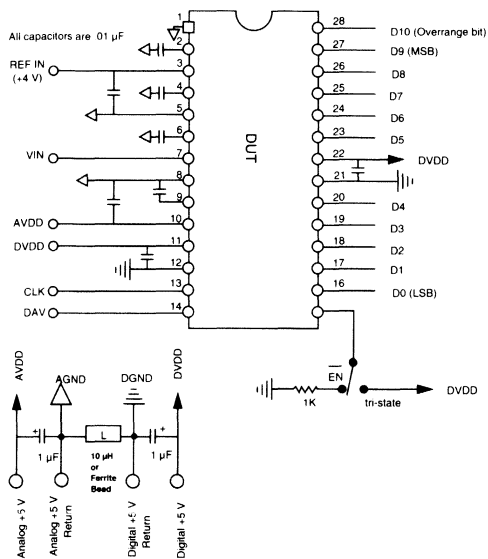 All capacitors are .01 µF
REF IN
(+4 V)
VIN
AVDD
DVDD
CLK
DAV
1
2
3
4
5
6
7
8
9
10
11
12
13
14
DUT
28
27
26
25
24
23
22
21
20
19
18
17
16
D10 (Overrange bit)
D9 (MSB)
D8
D7
D6
D5
DVDD
D4
D3
D2
D1
D0 (LSB)
EN
1K
tri-state
DVDD
AVDD
AGND
DGND
DVDD
+
1 µF
L
10 µH
or
Ferrite
Bead
+
1 µF
Analog +5 V
Analog +5 V
Return
Digital +5 V
Return
Digital +5 V